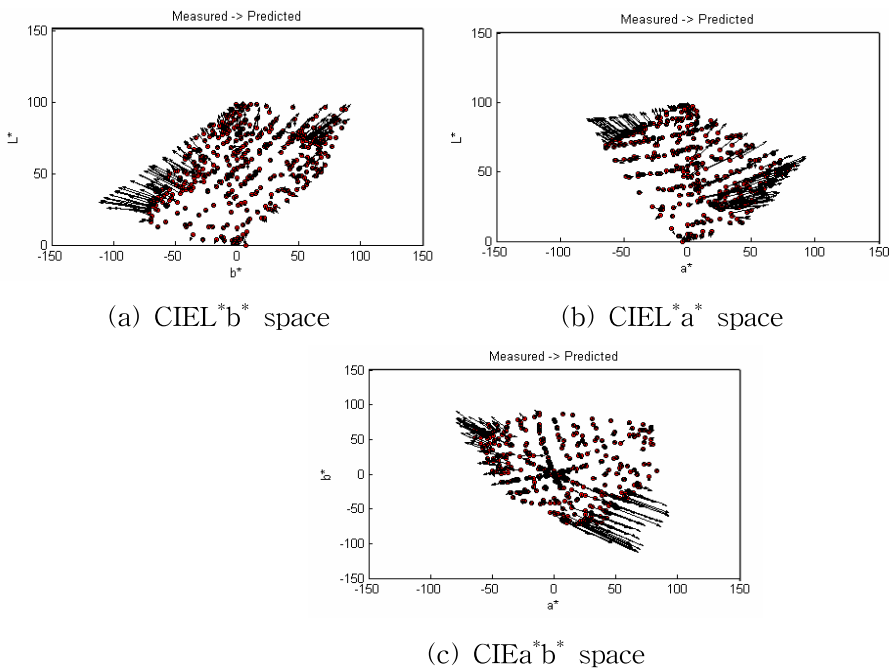 Measured -> Predicted
150
100
L*
50
0
-150 -100 -50 0 50 100 150
b*
(a) CIEL*b* space
Measured -> Predicted
150
100
L*
50
0
-150 -100 -50 0 50 100 150
a*
(b) CIEL*a* space
Measured -> Predicted
150
100
50
b*
0
-50
-100
-150
-150 -100 -50 0 50 100 150
a*
(c) CIEa*b* space